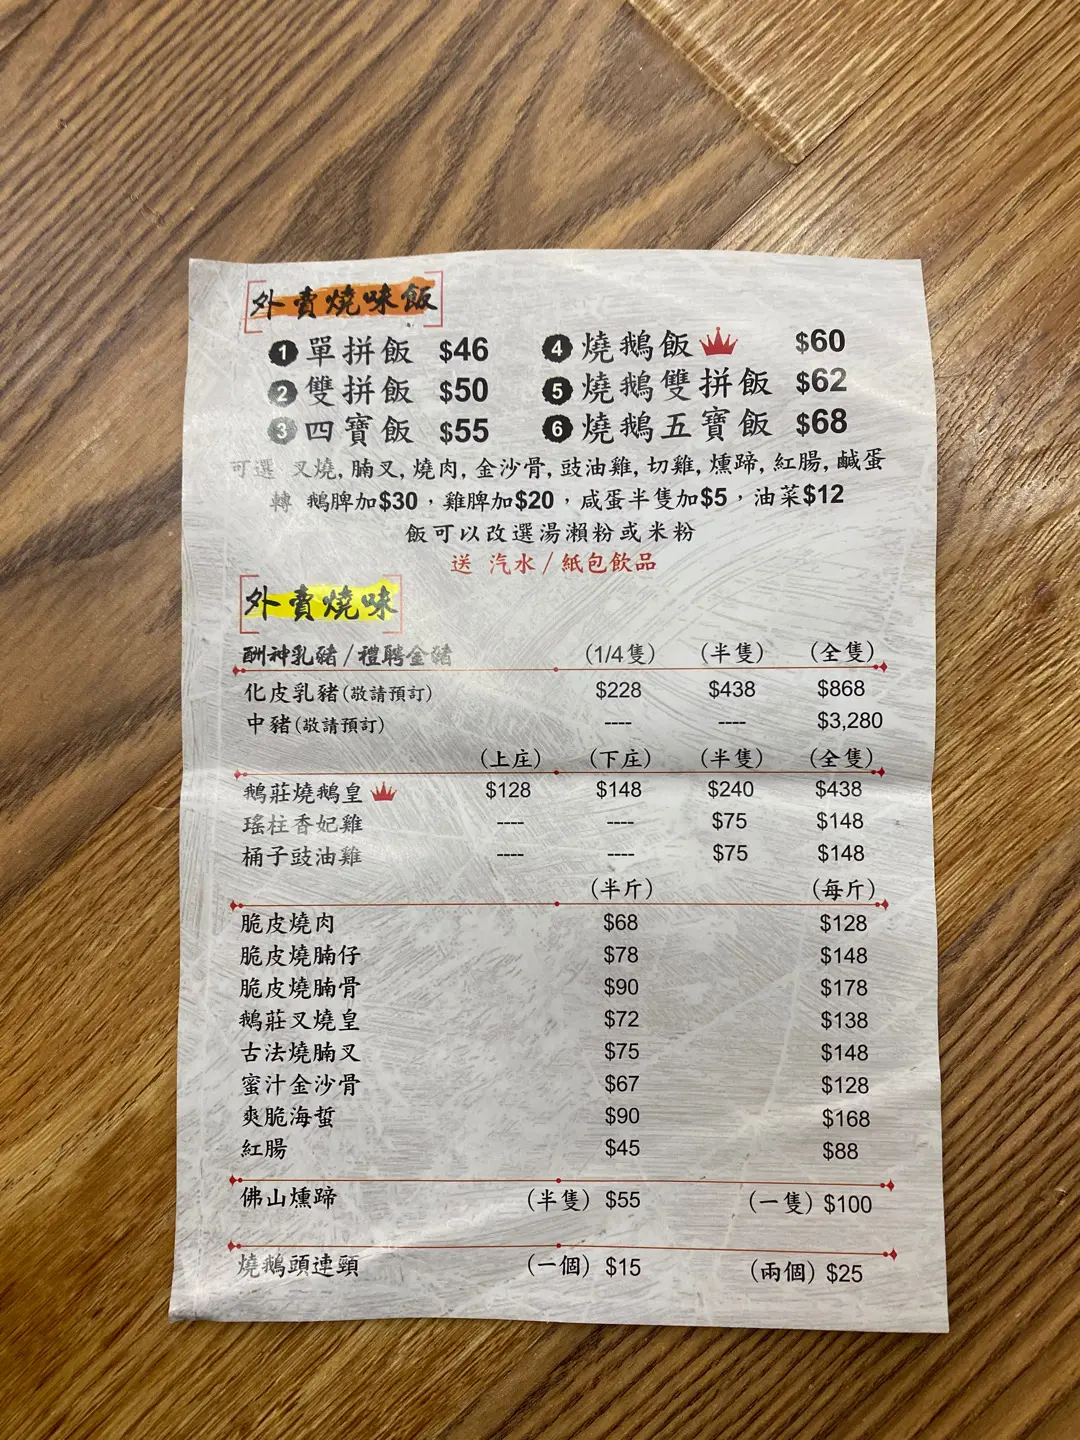 外賣燒味飯
1 單拼飯 $46 4 燒鵝飯 $60
2 雙拼飯 $50 5 燒鵝雙拼飯 $62
3 四寶飯 $55 6 燒鵝五寶飯 $68
可選 叉燒, 腩叉, 燒肉, 金沙骨, 豉油雞, 切雞, 燻蹄, 紅腸, 鹹蛋
轉 鵝髀加$30，雞髀加$20，咸蛋半隻加$5，油菜$12
飯可以改選湯瀨粉或米粉
送 汽水 / 紙包飲品
外賣燒味
酬神乳豬 / 禮聘金豬 (1/4隻) (半隻) (全隻)
化皮乳豬(敬請預訂) $228 $438 $868
中豬(敬請預訂) ---- ---- $3,280
(上庄) (下庄) (半隻) (全隻)
鵝莊燒鵝皇 $128 $148 $240 $438
瑤柱香妃雞 ---- ---- $75 $148
桶子豉油雞 ---- ---- $75 $148
(半斤) (每斤)
脆皮燒肉 $68 $128
脆皮燒腩仔 $78 $148
脆皮燒腩骨 $90 $178
鵝莊叉燒皇 $72 $138
古法燒腩叉 $75 $148
蜜汁金沙骨 $67 $128
爽脆海蜇 $90 $168
紅腸 $45 $88
佛山燻蹄 (半隻) $55 (一隻) $100
燒鵝頭連頸 (一個) $15 (兩個) $25